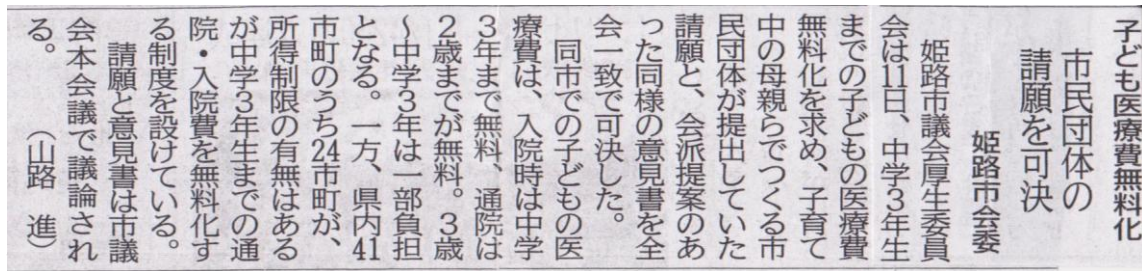 子ども医療費無料化
市民団体の
請願を可決
姫路市会委
姫路市議会厚生委員
会は11日、中学3年生
までの子どもの医療費
無料化を求め、子育て
中の母親らでつくる市
民団体が提出していた
請願と、会派提案のあ
った同様の意見書を全
会一致で可決した。
同市での子どもの医
療費は、入院時は中学
3年まで無料、通院は
2歳までが無料。3歳
～中学3年は一部負担
となる。一方、県内41
市町のうち24市町が、
所得制限の有無はある
が中学3年生までの通
院・入院費を無料化す
る制度を設けている。
請願と意見書は市議
会本会議で議論され
る。　（山路　進）